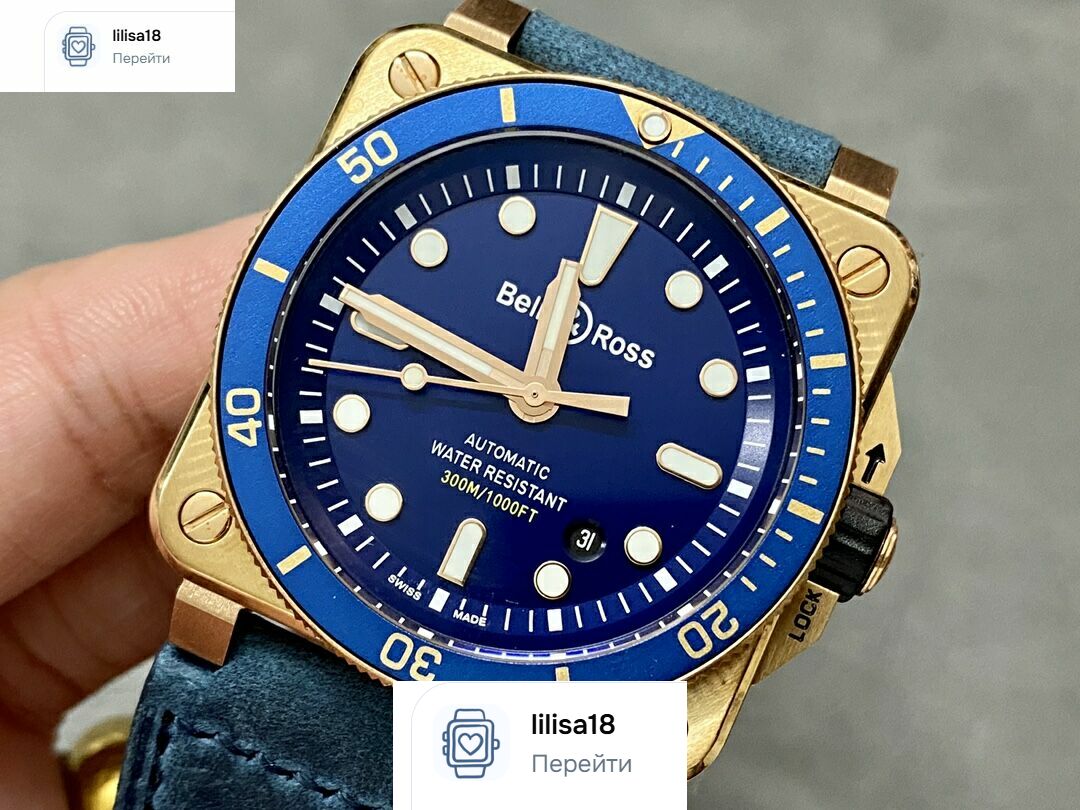 lilisa18
Перейти
50
Bell & Ross
40
AUTOMATIC
WATER RESISTANT
300M/1000FT
31
SWISS MADE
LOCK
20
30
lilisa18
Перейти